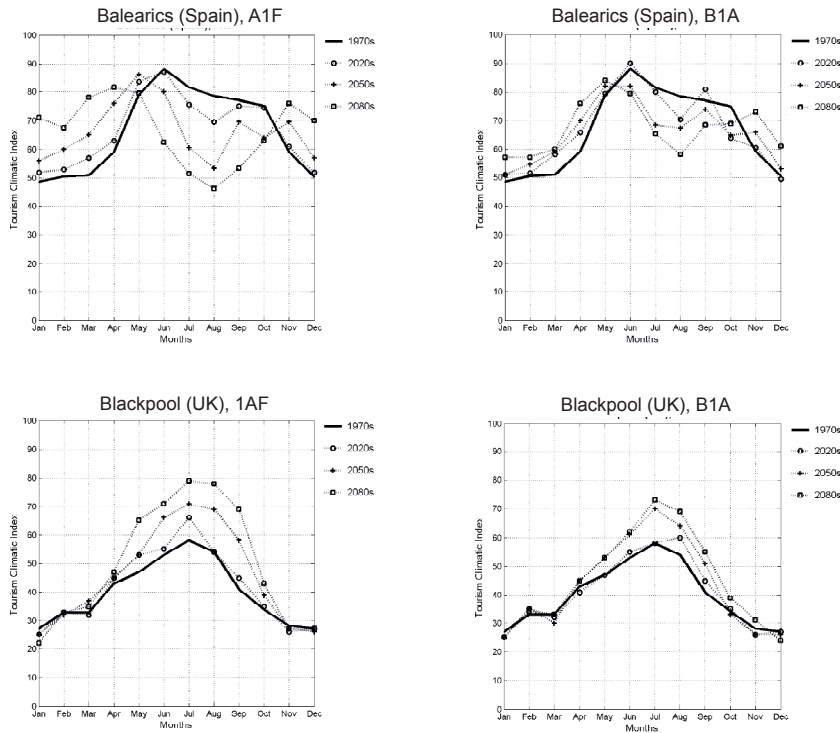 Balearics (Spain), A1F
100
90
80
70
60
50
40
30
20
10
0
Tourism Climatic Index
Jan Feb Mar Apr May Jun Jul Aug Sep Oct Nov Dec
Months
1970s
2020s
2050s
2080s
Balearics (Spain), B1A
100
90
80
70
60
50
40
30
20
10
0
Tourism Climatic Index
Jan Feb Mar Apr May Jun Jul Aug Sep Oct Nov Dec
Months
1970s
2020s
2050s
2080s
Blackpool (UK), 1AF
100
90
80
70
60
50
40
30
20
10
0
Tourism Climatic Index
Jan Feb Mar Apr May Jun Jul Aug Sep Oct Nov Dec
Months
1970s
2020s
2050s
2080s
Blackpool (UK), B1A
100
90
80
70
60
50
40
30
20
10
0
Tourism Climatic Index
Jan Feb Mar Apr May Jun Jul Aug Sep Oct Nov Dec
Months
1970s
2020s
2050s
2080s